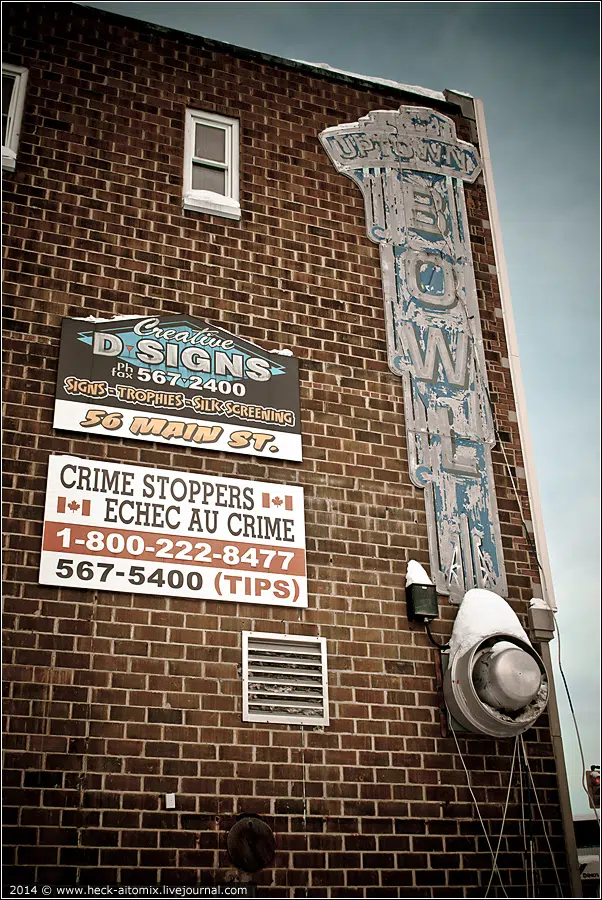 UPTOWN
BOWL
Creative
D·SIGNS
Ph
fax 567·2400
SIGNS - TROPHIES - SILK SCREENING
56 MAIN ST.
CRIME STOPPERS
ECHEC AU CRIME
1-800-222-8477
567-5400 (TIPS)
2014 © www.heck-aitomix.livejournal.com